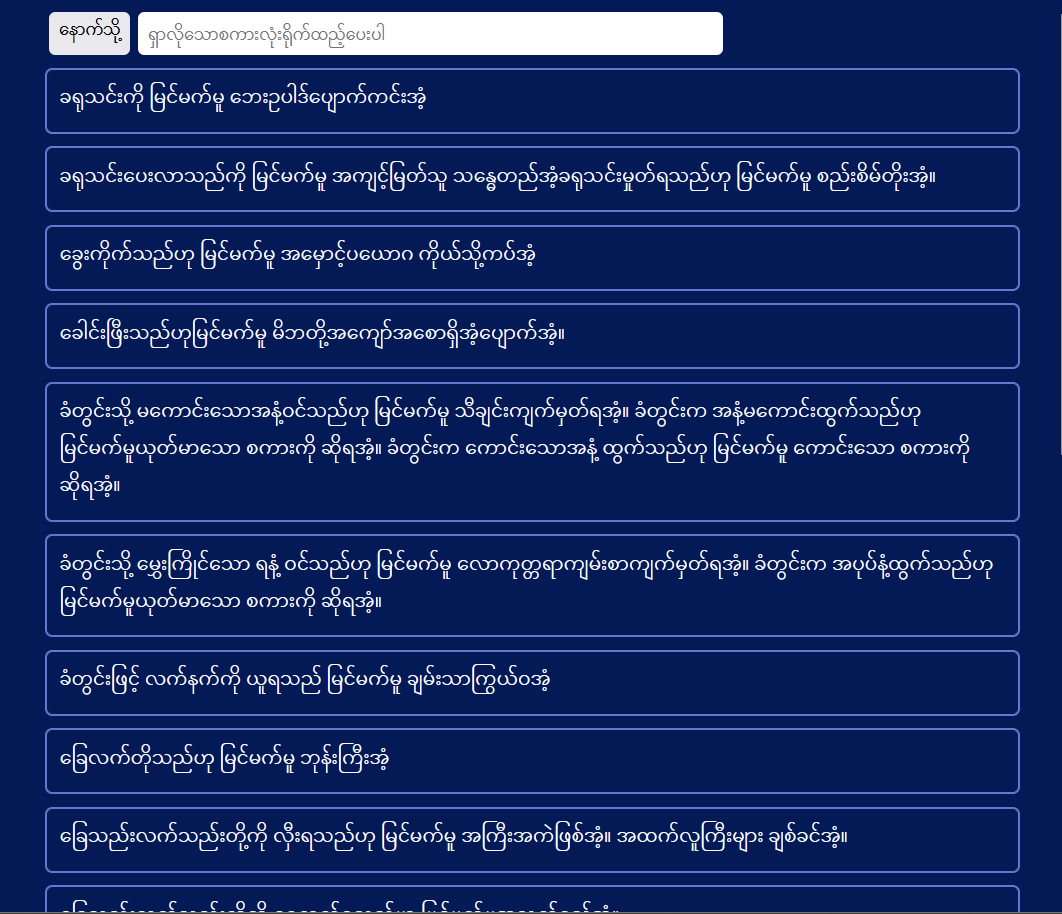 နောက်သို့
ရှာလိုသောစကားလုံးရိုက်ထည့်ပေးပါ
ခရုသင်းကို မြင်မက်မူ ဘေးဥပါဒ်ပျောက်ကင်းအံ့
ခရုသင်းပေးလာသည်ကို မြင်မက်မူ အကျင့်မြတ်သူ သန္ဓေတည်အံ့ခရုသင်းမှုတ်ရသည်ဟု မြင်မက်မူ စည်းစိမ်တိုးအံ့။
ခွေးကိုက်သည်ဟု မြင်မက်မူ အမှောင့်ပယောဂ ကိုယ်သို့ကပ်အံ့
ခေါင်းဖြီးသည်ဟုမြင်မက်မူ မိဘတို့အကျော်အစောရှိအံ့ပျောက်အံ့။
ခံတွင်းသို့ မကောင်းသောအနံ့ဝင်သည်ဟု မြင်မက်မူ သီချင်းကျက်မှတ်ရအံ့။ ခံတွင်းက အနံ့မကောင်းထွက်သည်ဟု
မြင်မက်မူယုတ်မာသော စကားကို ဆိုရအံ့။ ခံတွင်းက ကောင်းသောအနံ့ ထွက်သည်ဟု မြင်မက်မူ ကောင်းသော စကားကို
ဆိုရအံ့။
ခံတွင်းသို့ မွှေးကြိုင်သော ရနံ့ ဝင်သည်ဟု မြင်မက်မူ လောကုတ္တရာကျမ်းစာကျက်မှတ်ရအံ့။ ခံတွင်းက အပုပ်နံ့ထွက်သည်ဟု
မြင်မက်မူယုတ်မာသော စကားကို ဆိုရအံ့။
ခံတွင်းဖြင့် လက်နက်ကို ယူရသည် မြင်မက်မူ ချမ်းသာကြွယ်ဝအံ့
ခြေလက်တိုသည်ဟု မြင်မက်မူ ဘုန်းကြီးအံ့
ခြေသည်းလက်သည်းတို့ကို လှီးရသည်ဟု မြင်မက်မူ အကြီးအကဲဖြစ်အံ့။ အထက်လူကြီးများ ချစ်ခင်အံ့။